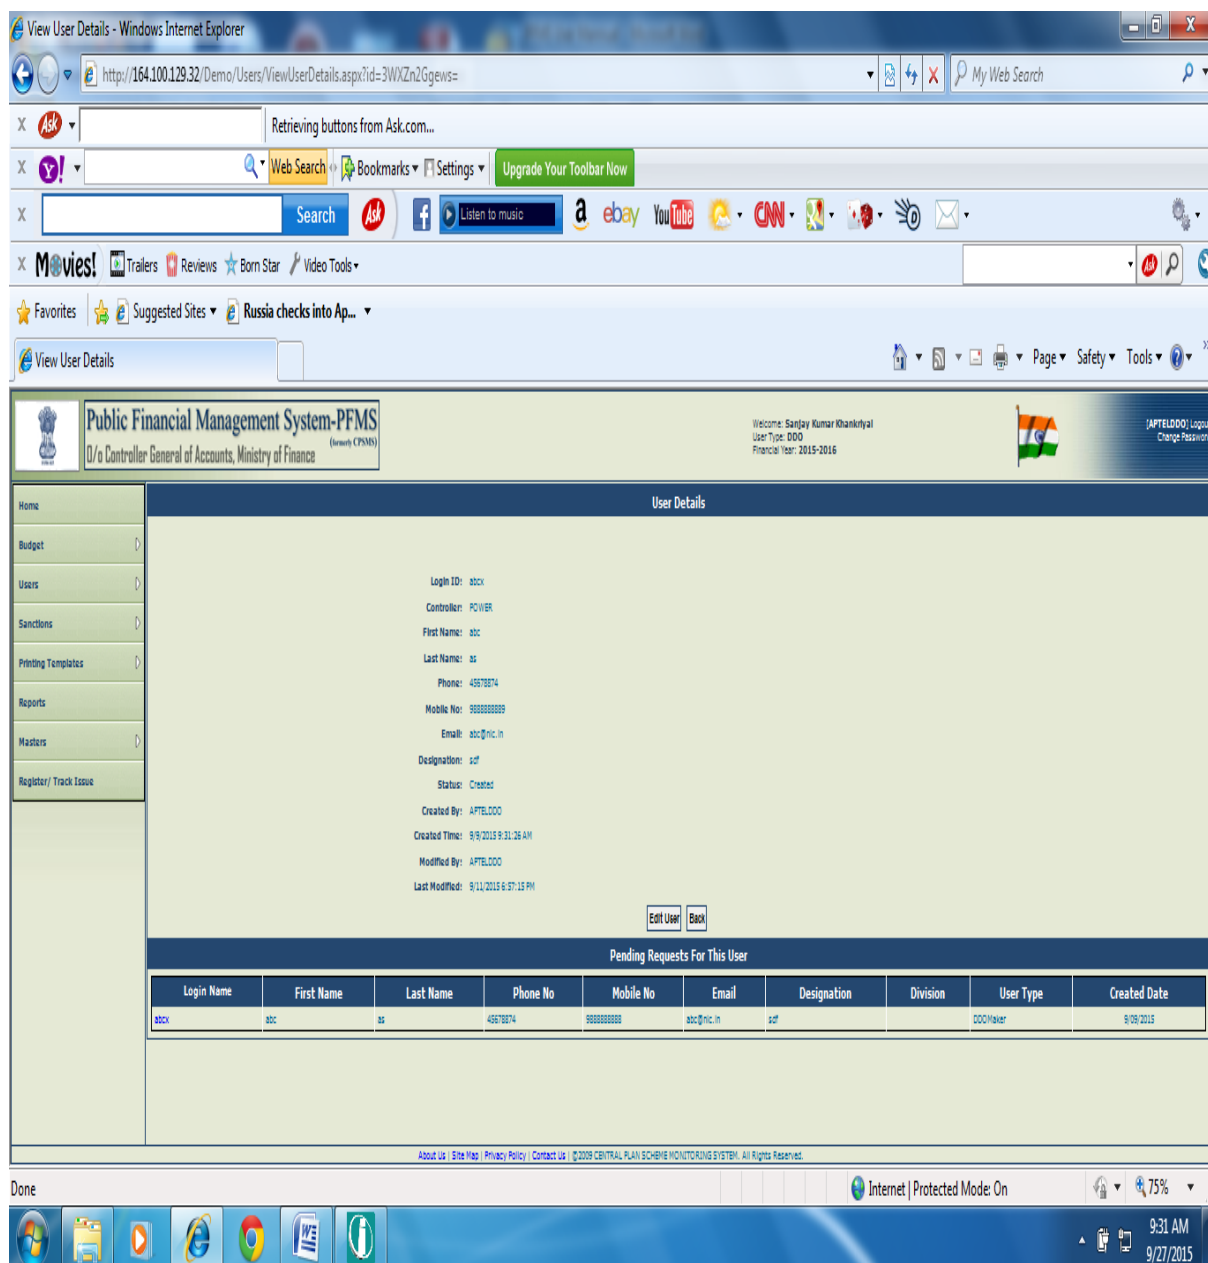 View User Details - Windows Internet Explorer
http://164.100.129.32/Demo/Users/ViewUserDetails.aspx?id=3WXZn2Ggews=
My Web Search
X Ask Retrieving buttons from Ask.com...
X Y! Web Search Bookmarks Settings Upgrade Your Toolbar Now
X Search Ask f Listen to music a ebay YouTube CNN
X Movies! Trailers Reviews Born Star Video Tools Ask
Favorites Suggested Sites Russia checks into Ap...
View User Details Page Safety Tools
Public Financial Management System-PFMS
(formerly CPSMS)
O/o Controller General of Accounts, Ministry of Finance
Welcome: Sanjay Kumar Khankriyal
User Type: DDO
Financial Year: 2015-2016
[APTELDDO] Logou
Change Passwor
Home
Budget
Users
Sanctions
Printing Templates
Reports
Masters
Register/ Track Issue
User Details
Login ID: abcx
Controller: POWER
First Name: abc
Last Name: as
Phone: 45678874
Mobile No: 9888888889
Email: abc@nic.in
Designation: sdf
Status: Created
Created By: APTELDDO
Created Time: 9/9/2015 9:31:26 AM
Modified By: APTELDDO
Last Modified: 9/11/2015 6:57:15 PM
Edit User Back
Pending Requests For This User
Login Name First Name Last Name Phone No Mobile No Email Designation Division User Type Created Date
abcx abc as 45678874 9888888888 abc@nic.in sdf DDOMaker 9/09/2015
About Us | Site Map | Privacy Policy | Contact Us | ©2009 CENTRAL PLAN SCHEME MONITORING SYSTEM. All Rights Reserved.
Done Internet | Protected Mode: On 75%
9:31 AM
9/27/2015